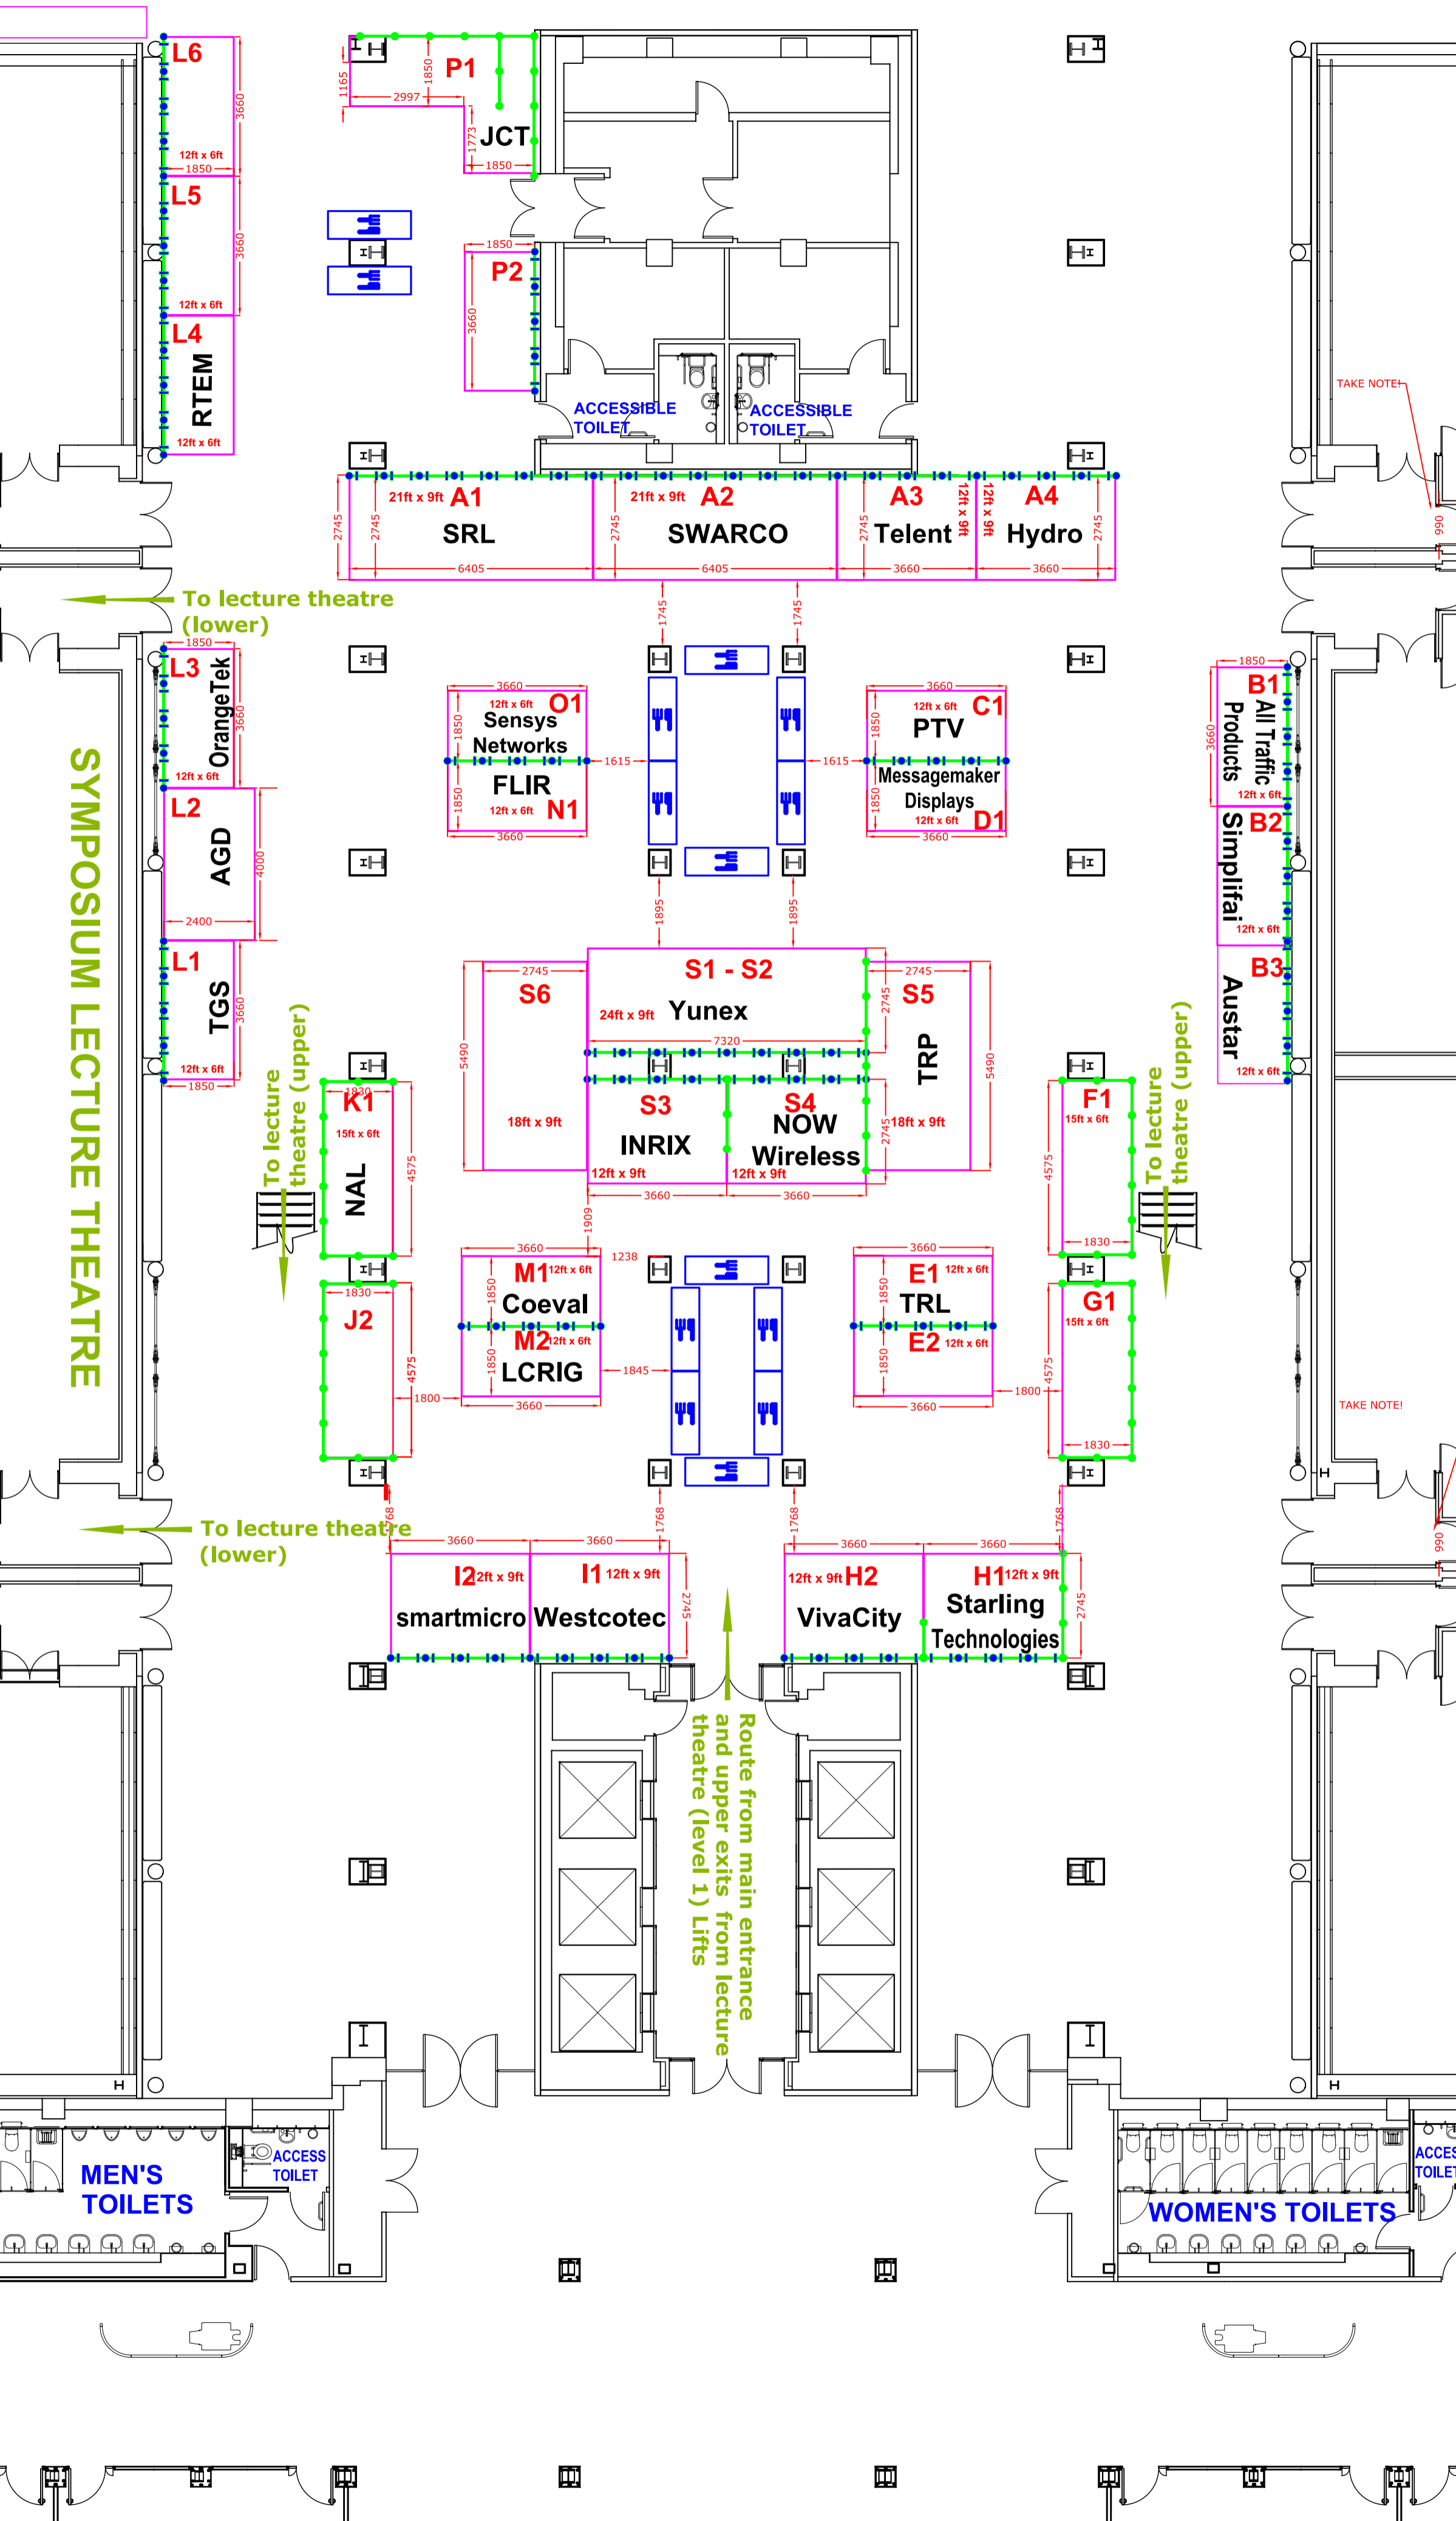 L6
3660
12ft x 6ft
1850
L5
3660
12ft x 6ft
L4
RTEM
12ft x 6ft
P1
1165
1850
2997
1773
JCT
1850
1850
P2
3660
ACCESSIBLE
TOILET
ACCESSIBLE
TOILET
TAKE NOTE!
990
21ft x 9ft A1
SRL
2745
2745
6405
21ft x 9ft A2
SWARCO
2745
6405
A3
12ft x 9ft
Telent
2745
3660
A4
12ft x 9ft
Hydro
2745
3660
To lecture theatre
(lower)
1745
1745
1850
L3
OrangeTek
3660
12ft x 6ft
L2
AGD
4000
2400
L1
TGS
3660
12ft x 6ft
1850
SYMPOSIUM LECTURE THEATRE
3660
12ft x 6ft O1
Sensys
Networks
1850
FLIR
12ft x 6ft N1
1850
3660
1615
1615
3660
12ft x 6ft C1
PTV
1850
Messagemaker
Displays
12ft x 6ft D1
1850
3660
1850
B1
All Traffic
Products
3660
12ft x 6ft
B2
Simplifai
12ft x 6ft
B3
Austar
12ft x 6ft
1895
1895
2745
S6
5490
18ft x 9ft
S1 - S2
24ft x 9ft Yunex
7320
2745
2745
S5
TRP
5490
18ft x 9ft
S3
INRIX
12ft x 9ft
3660
S4
NOW
Wireless
12ft x 9ft
3660
2745
To lecture
theatre (upper)
To lecture
theatre (upper)
1830
K1
15ft x 6ft
NAL
4575
F1
15ft x 6ft
4575
1830
1909
1238
1830
J2
4575
1800
3660
M1 12ft x 6ft
Coeval
1850
M2 12ft x 6ft
LCRIG
1850
3660
1845
3660
E1 12ft x 6ft
TRL
1850
E2 12ft x 6ft
1850
3660
1800
G1
15ft x 6ft
4575
1830
TAKE NOTE!
990
To lecture theatre
(lower)
1768
1768
1768
1768
3660
3660
I2 12ft x 9ft
smartmicro
I1 12ft x 9ft
Westcotec
2745
3660
3660
12ft x 9ft H2
VivaCity
H1 12ft x 9ft
Starling
Technologies
2745
Route from main entrance
and upper exits from lecture
theatre (level 1) Lifts
MEN'S
TOILETS
ACCESS
TOILET
WOMEN'S TOILETS
ACCESS
TOILET